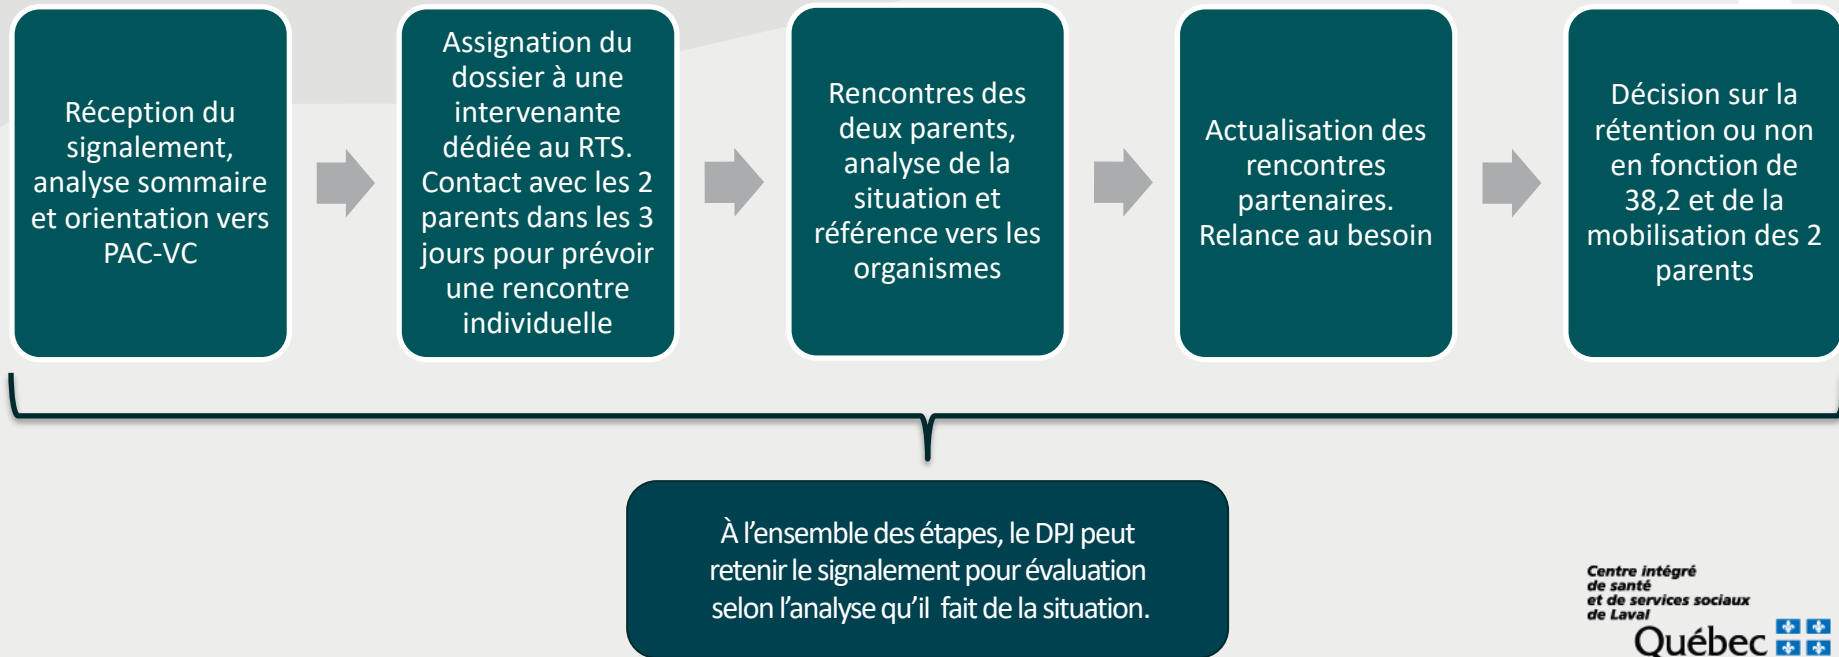 Réception du
signalement,
analyse sommaire
et orientation vers
PAC-VC
Assignation du
dossier à une
intervenante
dédiée au RTS.
Contact avec les 2
parents dans les 3
jours pour prévoir
une rencontre
individuelle
Rencontres des
deux parents,
analyse de la
situation et
référence vers les
organismes
Actualisation des
rencontres
partenaires.
Relance au besoin
Décision sur la
rétention ou non
en fonction de
38,2 et de la
mobilisation des 2
parents
À l’ensemble des étapes, le DPJ peut
retenir le signalement pour évaluation
selon l’analyse qu’il fait de la situation.
Centre intégré
de santé
et de services sociaux
de Laval
Québec